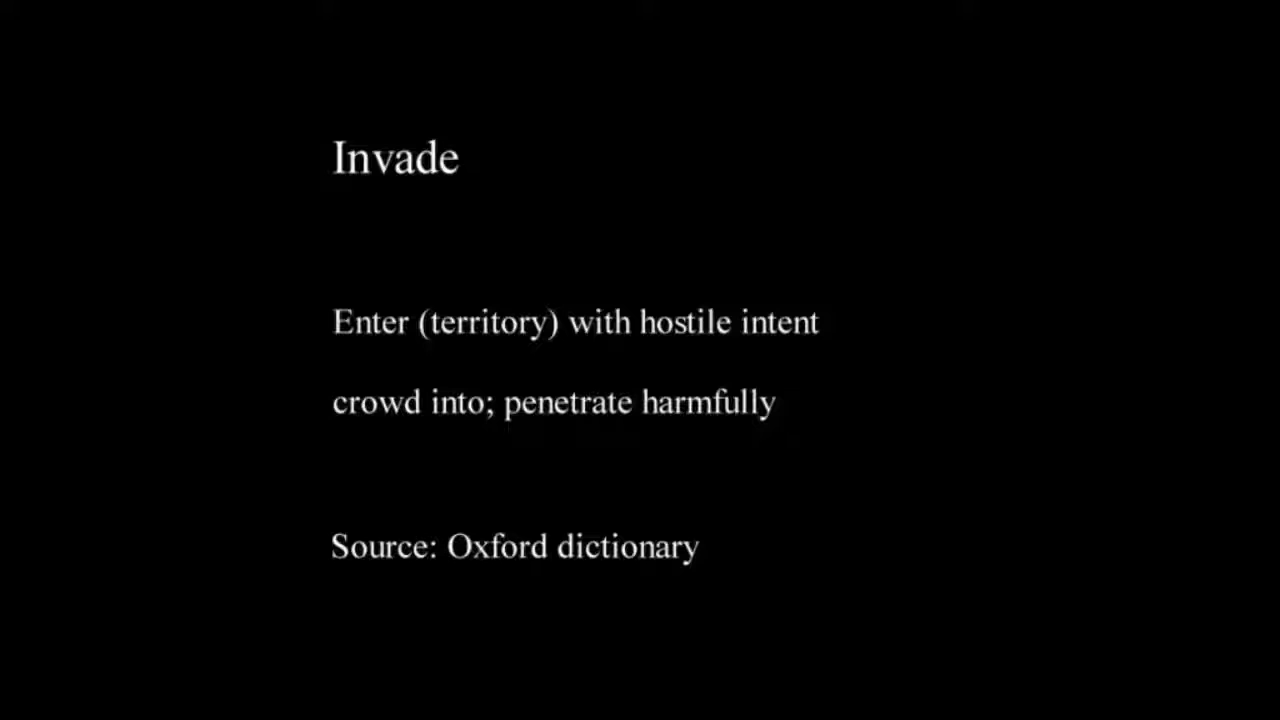 Invade
Enter (territory) with hostile intent
crowd into; penetrate harmfully
Source: Oxford dictionary